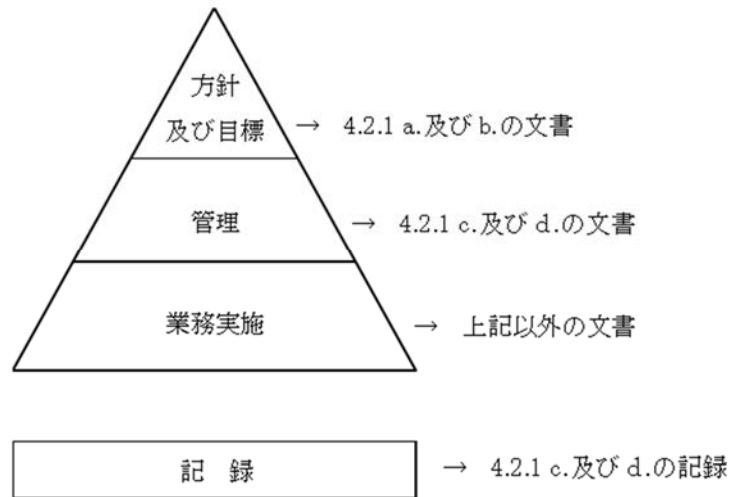 方針
及び目標 → 4.2.1 a.及び b.の文書
管理 → 4.2.1 c.及び d.の文書
業務実施 → 上記以外の文書
記　録 → 4.2.1 c.及び d.の記録